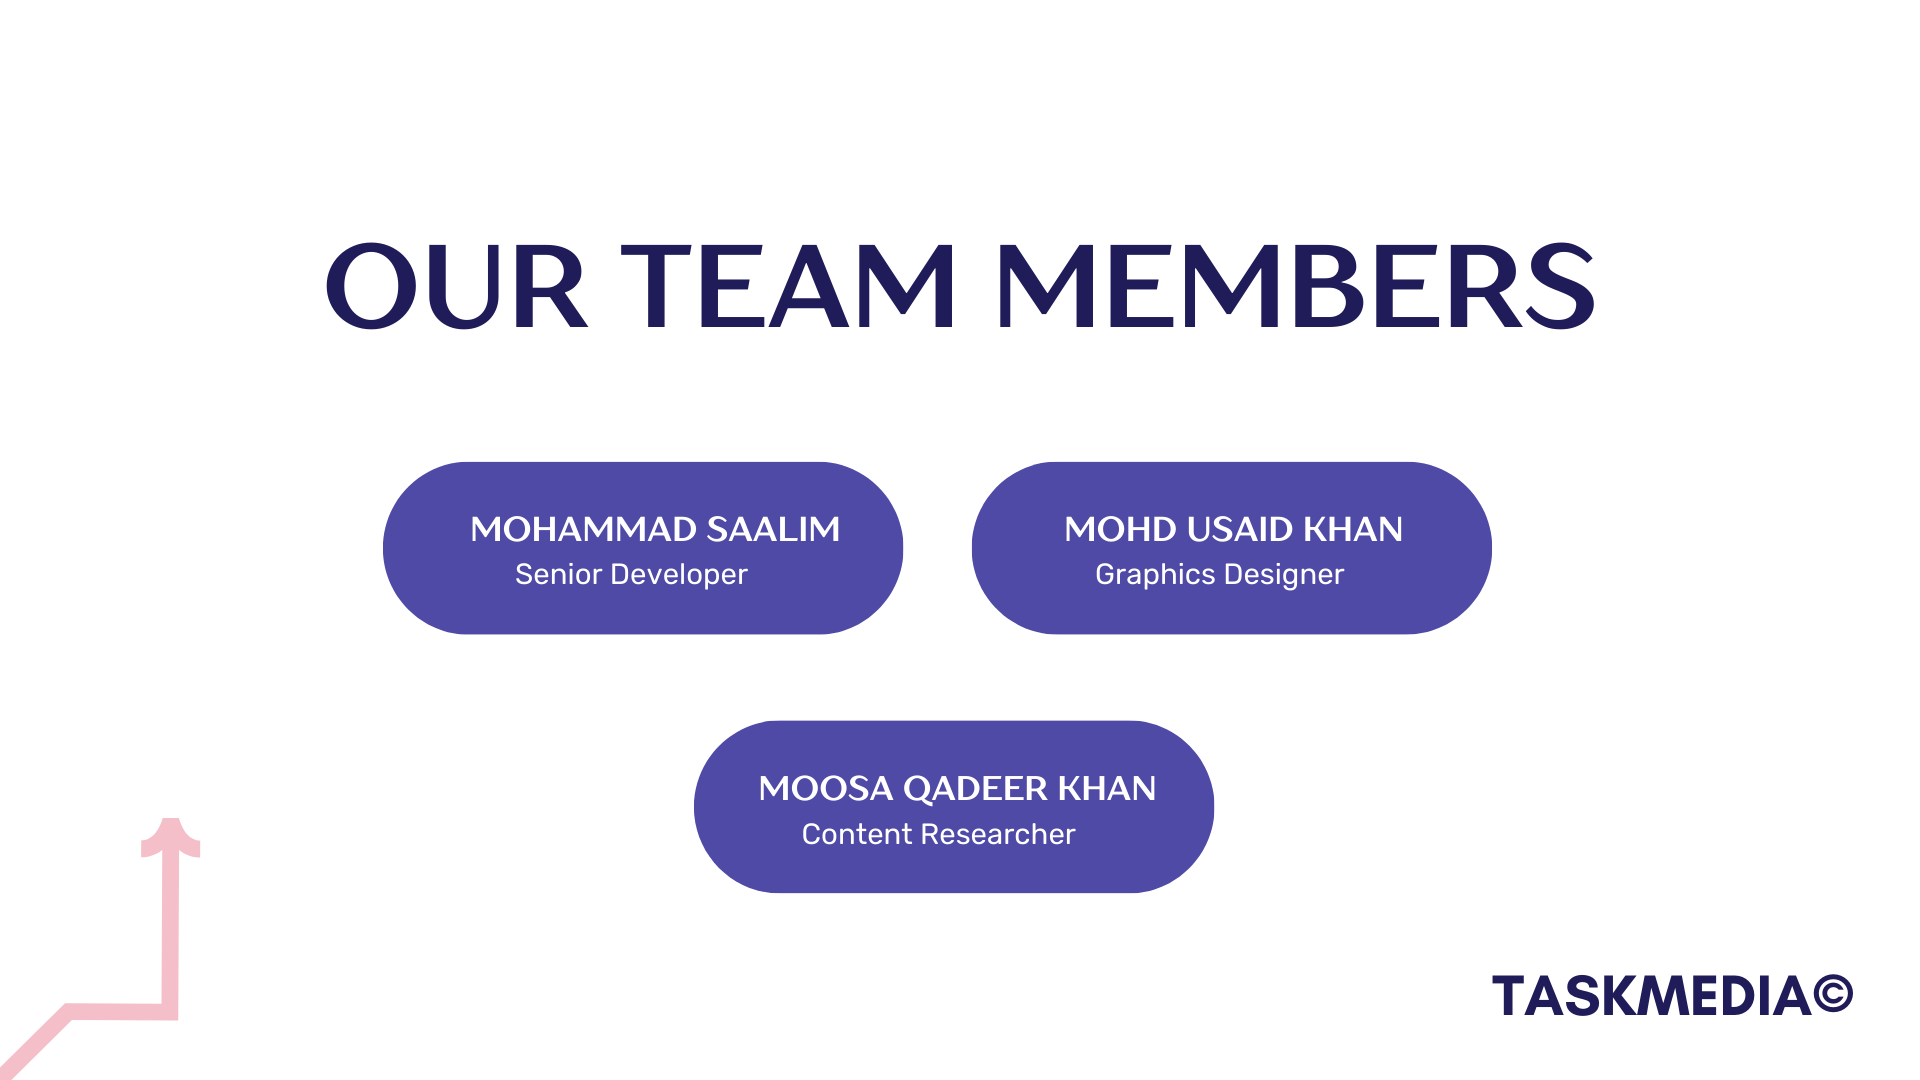 OUR TEAM MEMBERS
MOHAMMAD SAALIM
Senior Developer
MOHD USAID KHAN
Graphics Designer
MOOSA QADEER KHAN
Content Researcher
TASKMEDIA©